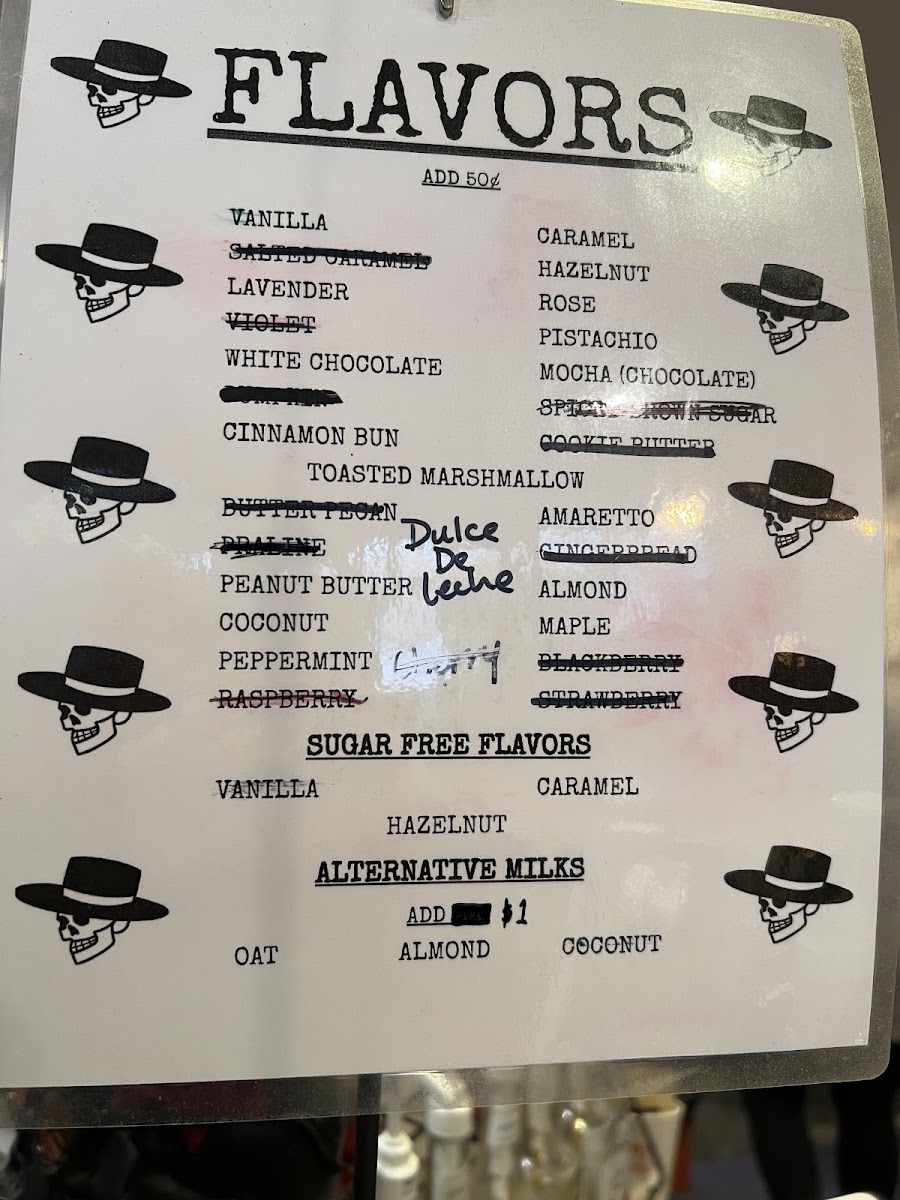 FLAVORS
ADD 50¢
VANILLA
CARAMEL
SALTED CARAMEL
HAZELNUT
LAVENDER
ROSE
VIOLET
PISTACHIO
WHITE CHOCOLATE
MOCHA (CHOCOLATE)
PUMPKIN
SPICED BROWN SUGAR
CINNAMON BUN
COOKIE BUTTER
TOASTED MARSHMALLOW
BUTTER PECAN
AMARETTO
PRALINE
GINGERBREAD
Dulce
De
Leche
PEANUT BUTTER
ALMOND
COCONUT
MAPLE
PEPPERMINT
Cherry
BLACKBERRY
RASPBERRY
STRAWBERRY
SUGAR FREE FLAVORS
VANILLA
CARAMEL
HAZELNUT
ALTERNATIVE MILKS
ADD $1
OAT ALMOND COCONUT